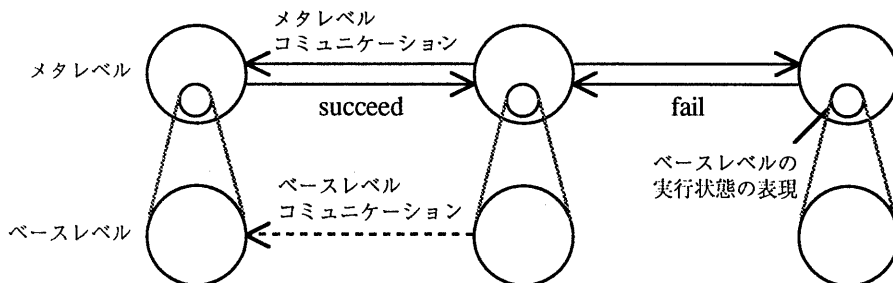 メタレベル
コミュニケーション
メタレベル
succeed
fail
ベースレベルの
実行状態の表現
ベースレベル
コミュニケーション
ベースレベル